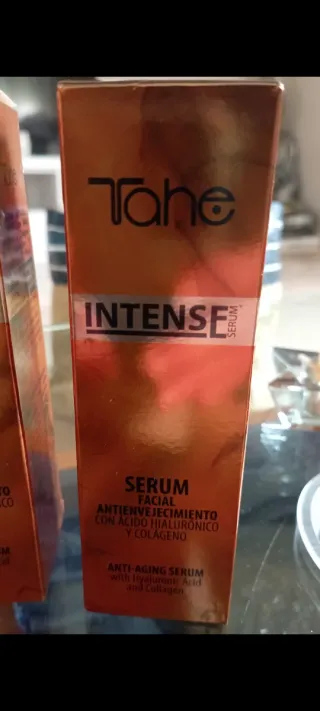 Tahe
INTENSE
SERUM
SERUM
FACIAL
ANTIENVEJECIMIENTO
CON ÁCIDO HIALURÓNICO
Y COLÁGENO
ANTI-AGING SERUM
with Hyaluronic Acid
and Collagen